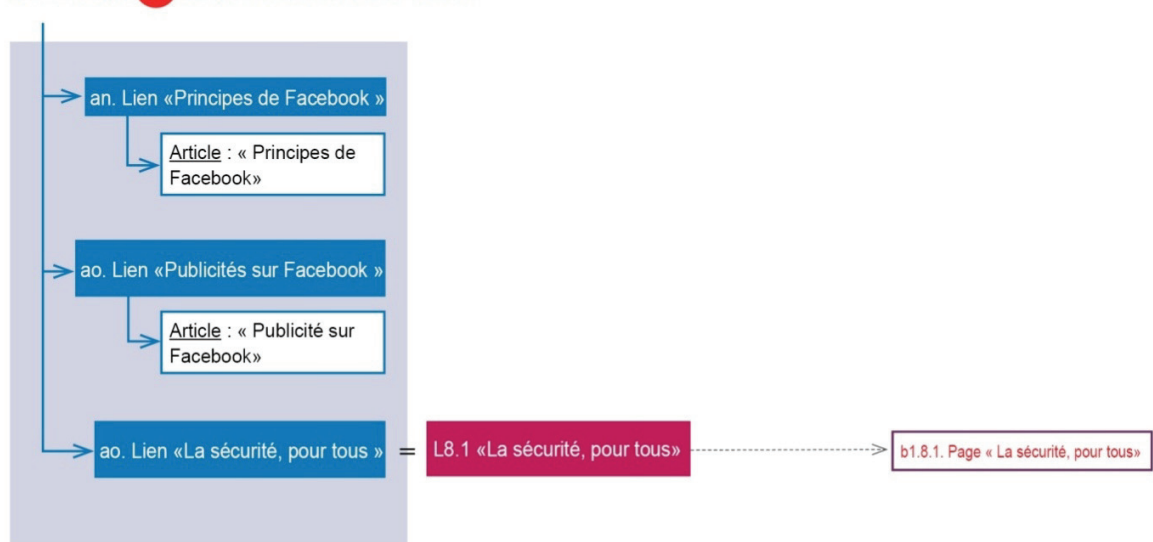 an. Lien «Principes de Facebook »
Article : « Principes de
Facebook»
ao. Lien «Publicités sur Facebook »
Article : « Publicité sur
Facebook»
ao. Lien «La sécurité, pour tous » = L8.1 «La sécurité, pour tous» b1.8.1. Page « La sécurité, pour tous»